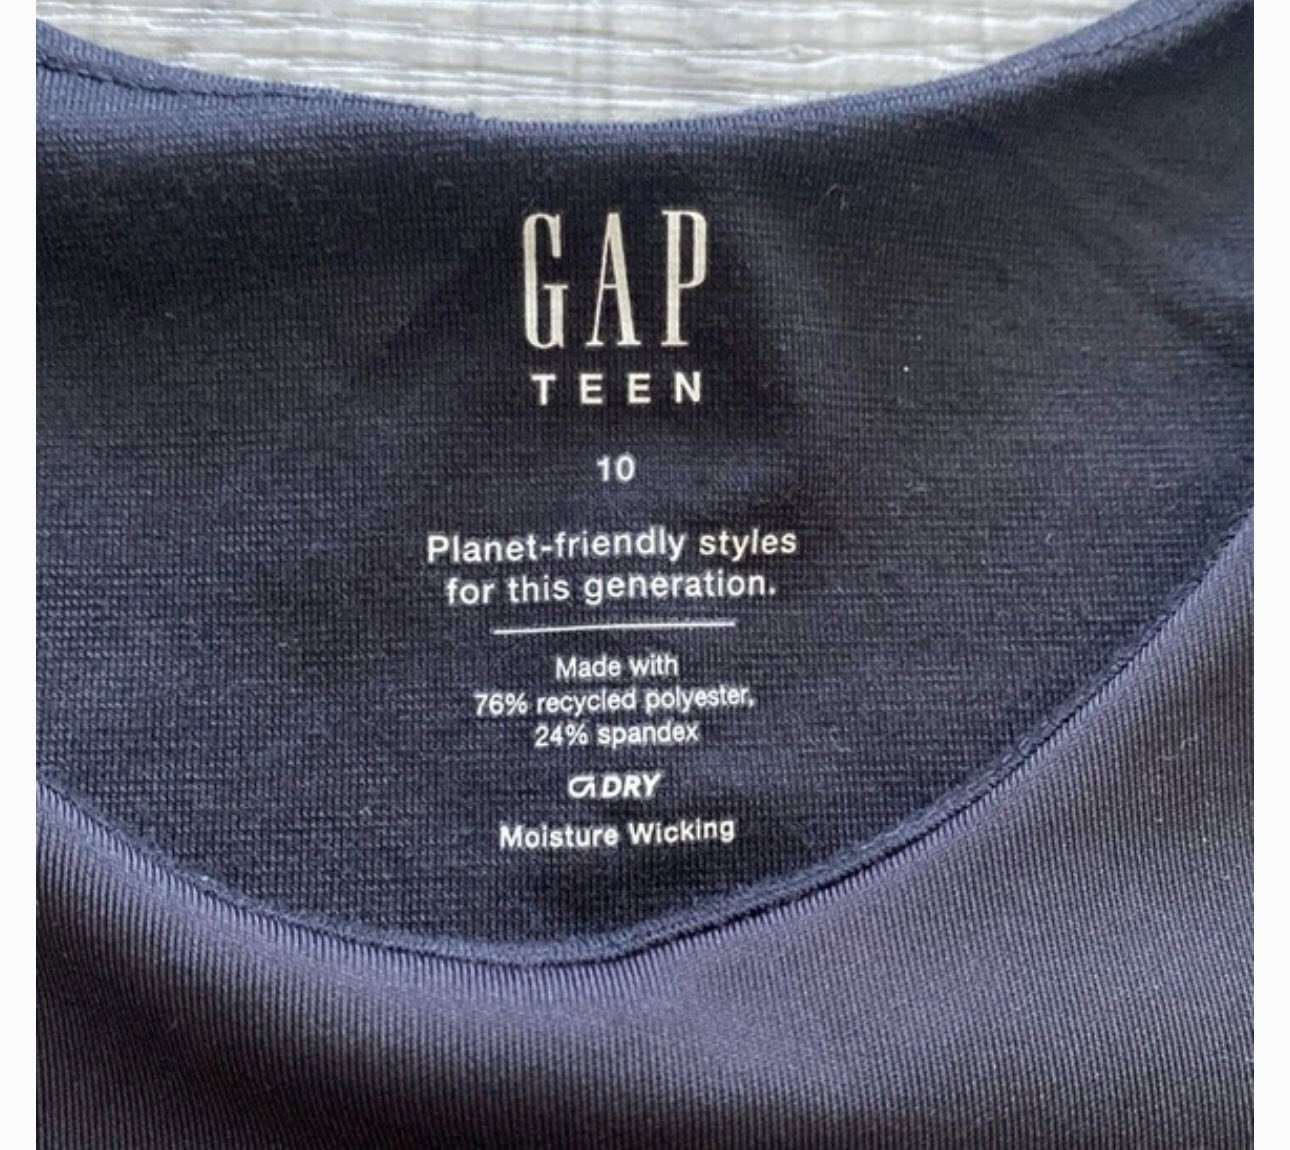 GAP
TEEN
10
Planet-friendly styles
for this generation.
Made with
76% recycled polyester,
24% spandex
G DRY
Moisture Wicking